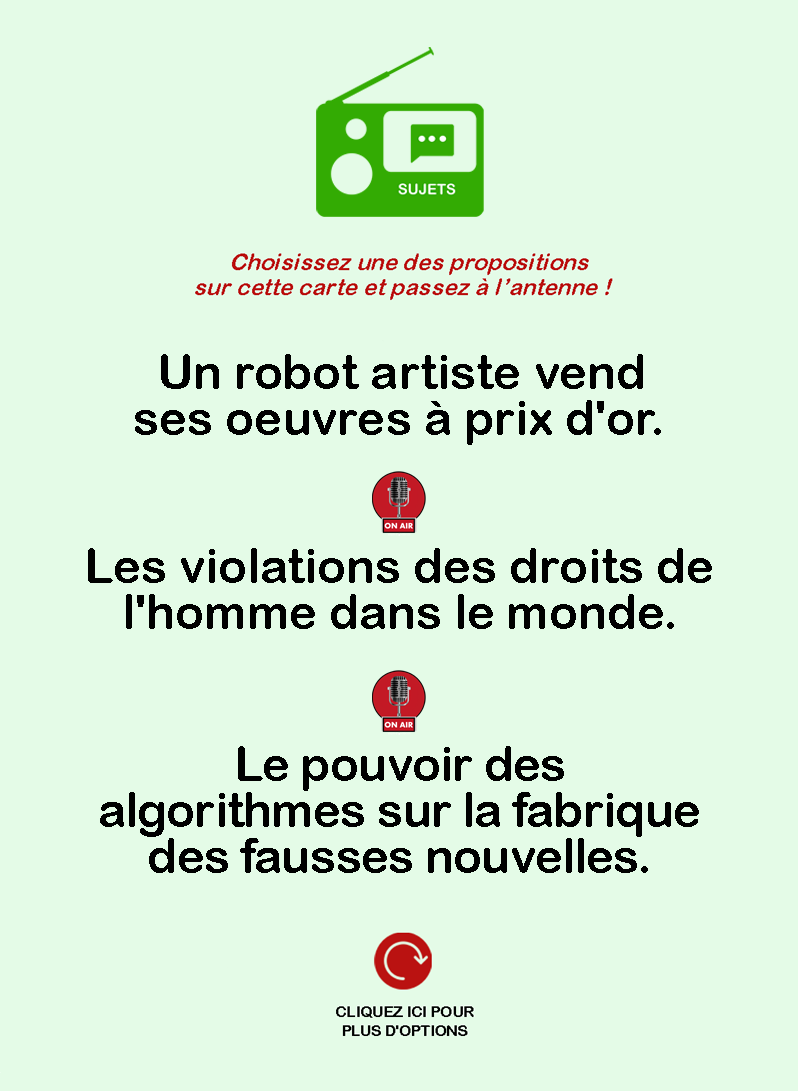 SUJETS
Choisissez une des propositions
sur cette carte et passez à l’antenne !
Un robot artiste vend
ses oeuvres à prix d'or.
ON AIR
Les violations des droits de
l'homme dans le monde.
ON AIR
Le pouvoir des
algorithmes sur la fabrique
des fausses nouvelles.
CLIQUEZ ICI POUR
PLUS D'OPTIONS